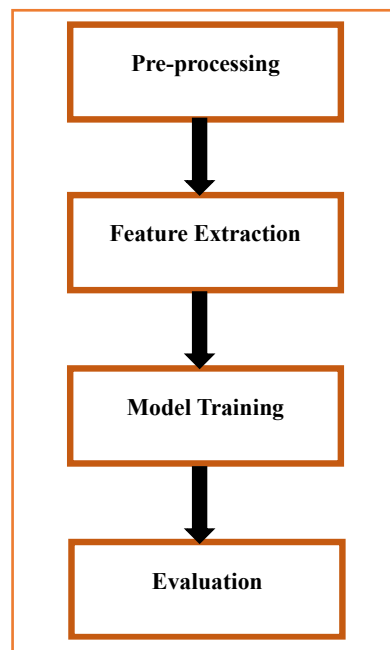 Pre-processing
Feature Extraction
Model Training
Evaluation